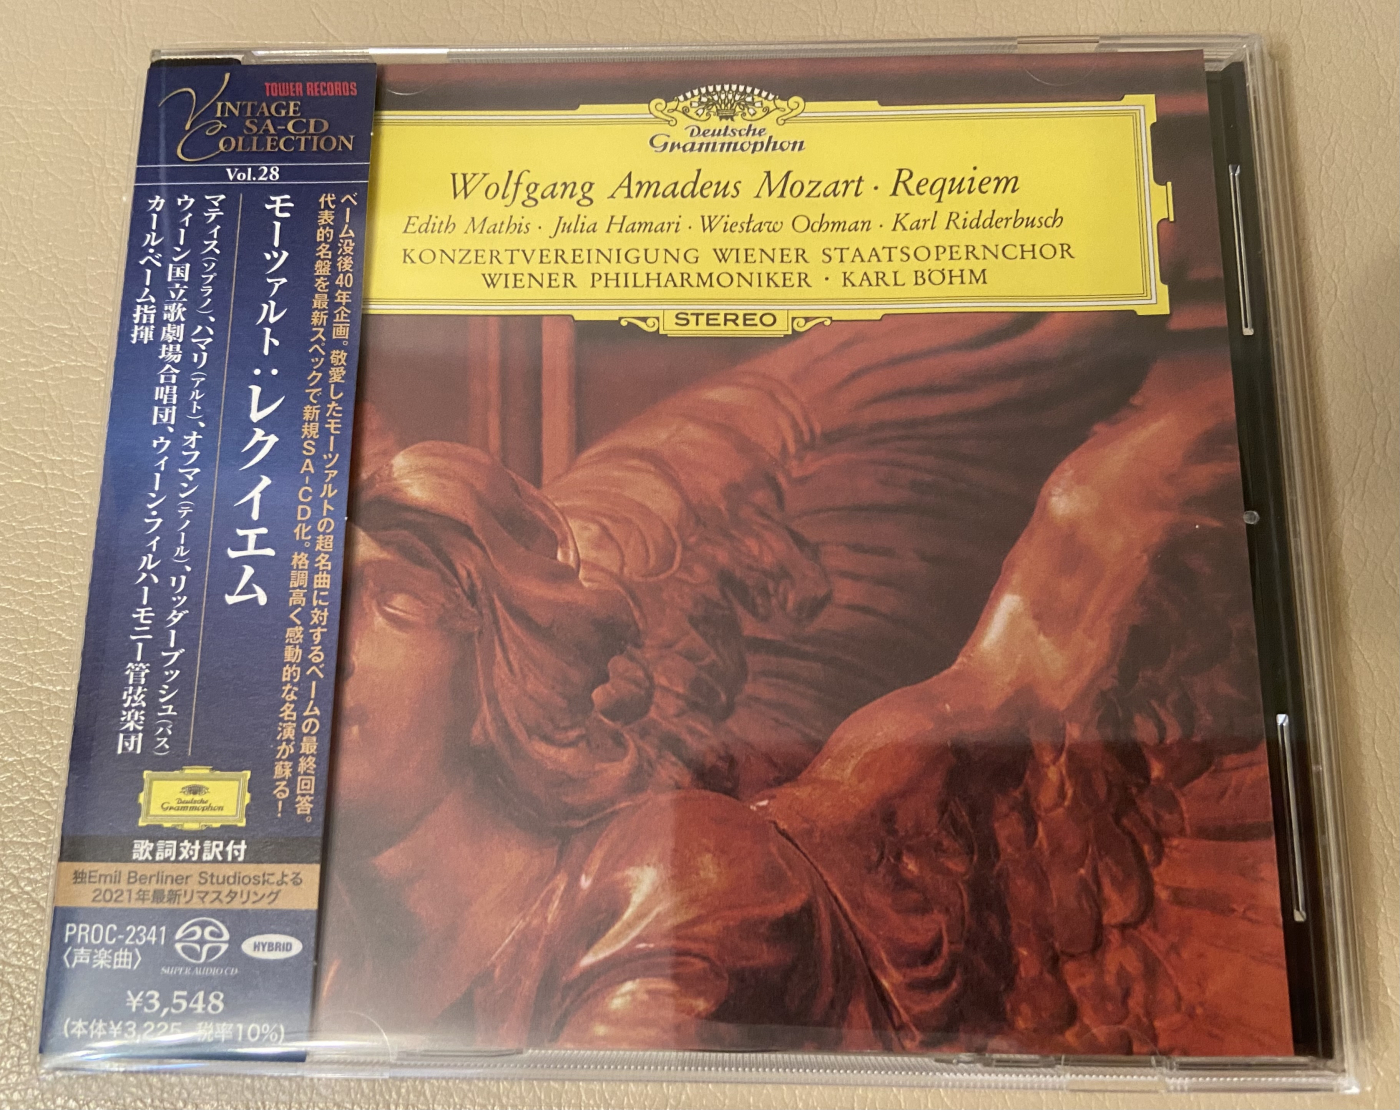 TOWER RECORDS
VINTAGE
SA-CD
COLLECTION
Vol.28
ベーム没後40年企画。敬愛したモーツァルトの超名曲に対するベームの最終回答。
代表的名盤を最新スペックで新規SA-CD化。格調高く感動的な名演が蘇る！
モーツァルト：レクイエム
マティス（ソプラノ）、ハマリ（アルト）、オフマン（テノール）、リッダーブッシュ（バス）
ウィーン国立歌劇場合唱団、ウィーン・フィルハーモニー管弦楽団
カール・ベーム指揮
Deutsche
Grammophon
歌詞対訳付
独Emil Berliner Studiosによる
2021年最新リマスタリング
PROC-2341
〈声楽曲〉
SUPER AUDIO CD
HYBRID
¥3,548
(本体¥3,225 税率10%)
Deutsche
Grammophon
Wolfgang Amadeus Mozart · Requiem
Edith Mathis · Julia Hamari · Wiesław Ochman · Karl Ridderbusch
KONZERTVEREINIGUNG WIENER STAATSOPERNCHOR
WIENER PHILHARMONIKER · KARL BÖHM
STEREO